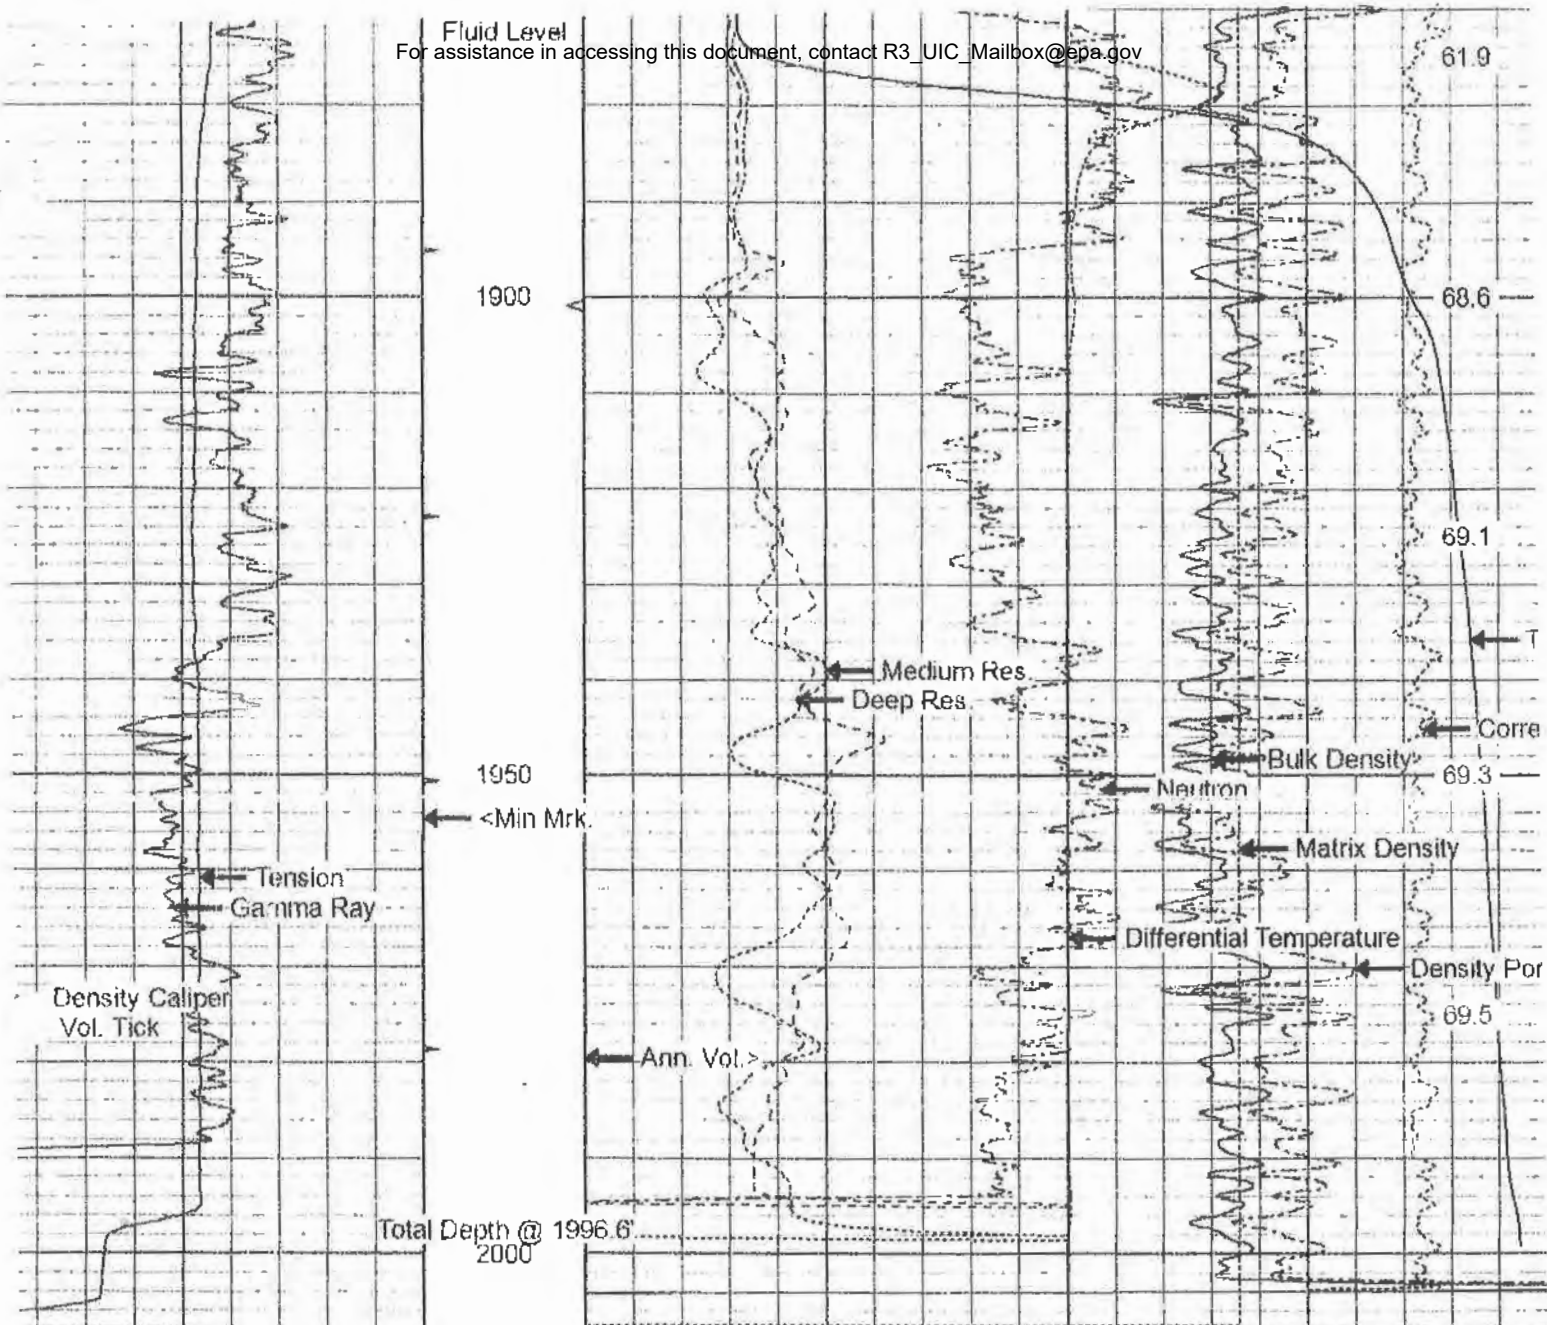 Fluid Level
For assistance in accessing this document, contact R3_UIC_Mailbox@epa.gov
61.9
1900
68.6
69.1
T
Medium Res.
Deep Res.
Corre
Bulk Density
1950
69.3
Neutron
<Min Mrk.
Matrix Density
Tension
Gamma Ray
Differential Temperature
Density Por
Density Caliper
Vol. Tick
69.5
Ann. Vol.>
Total Depth @ 1996.6'
2000